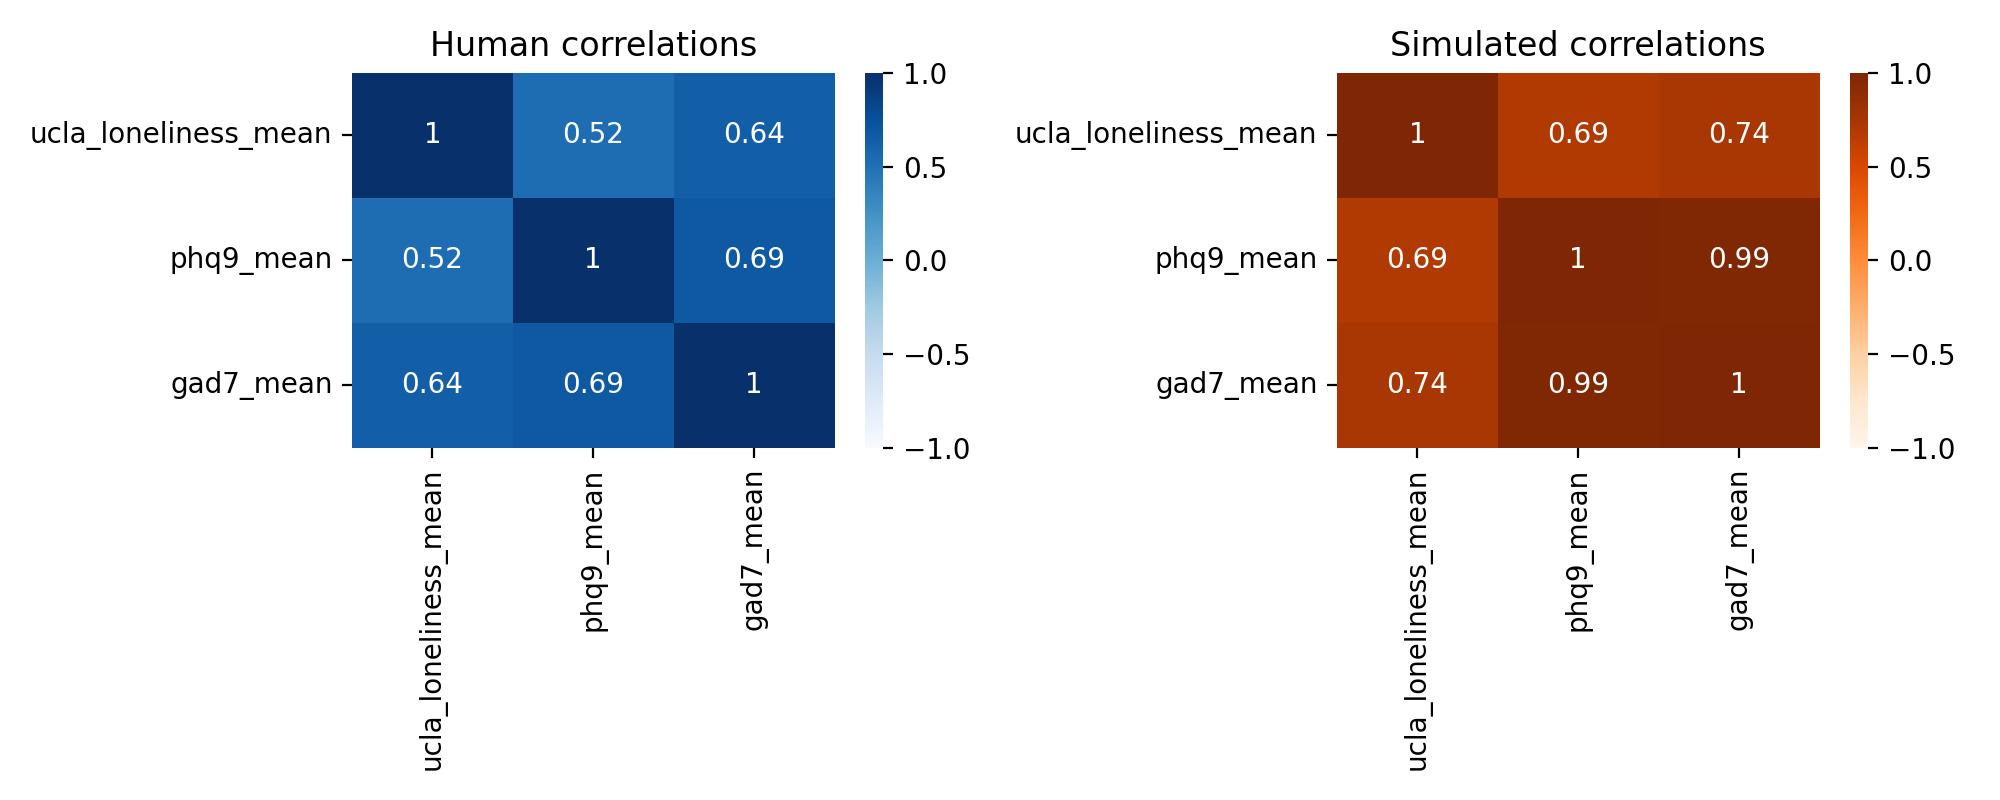 Human correlations
ucla_loneliness_mean
phq9_mean
gad7_mean
1 0.52 0.64
0.52 1 0.69
0.64 0.69 1
1.0
0.5
0.0
−0.5
−1.0
ucla_loneliness_mean
phq9_mean
gad7_mean
Simulated correlations
ucla_loneliness_mean
phq9_mean
gad7_mean
1 0.69 0.74
0.69 1 0.99
0.74 0.99 1
1.0
0.5
0.0
−0.5
−1.0
ucla_loneliness_mean
phq9_mean
gad7_mean